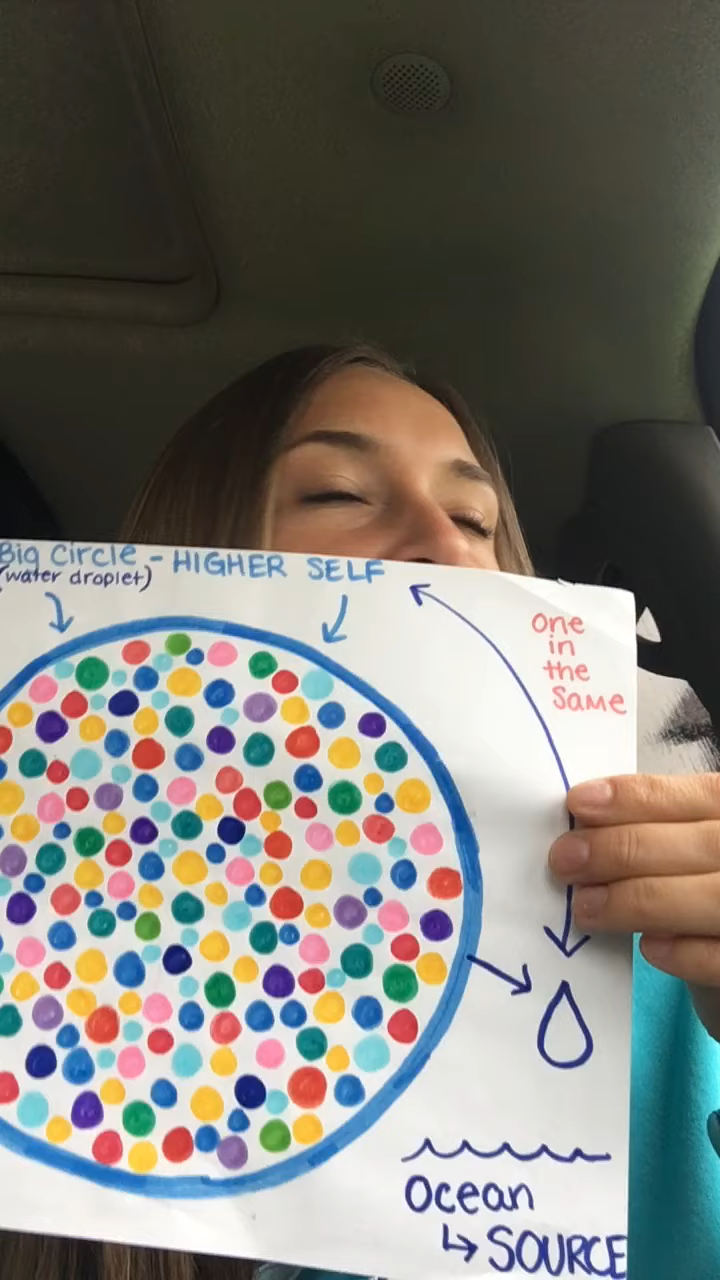 Big Circle - HIGHER SELF
(water droplet)
One
in
the
same
Ocean
↳ SOURCE